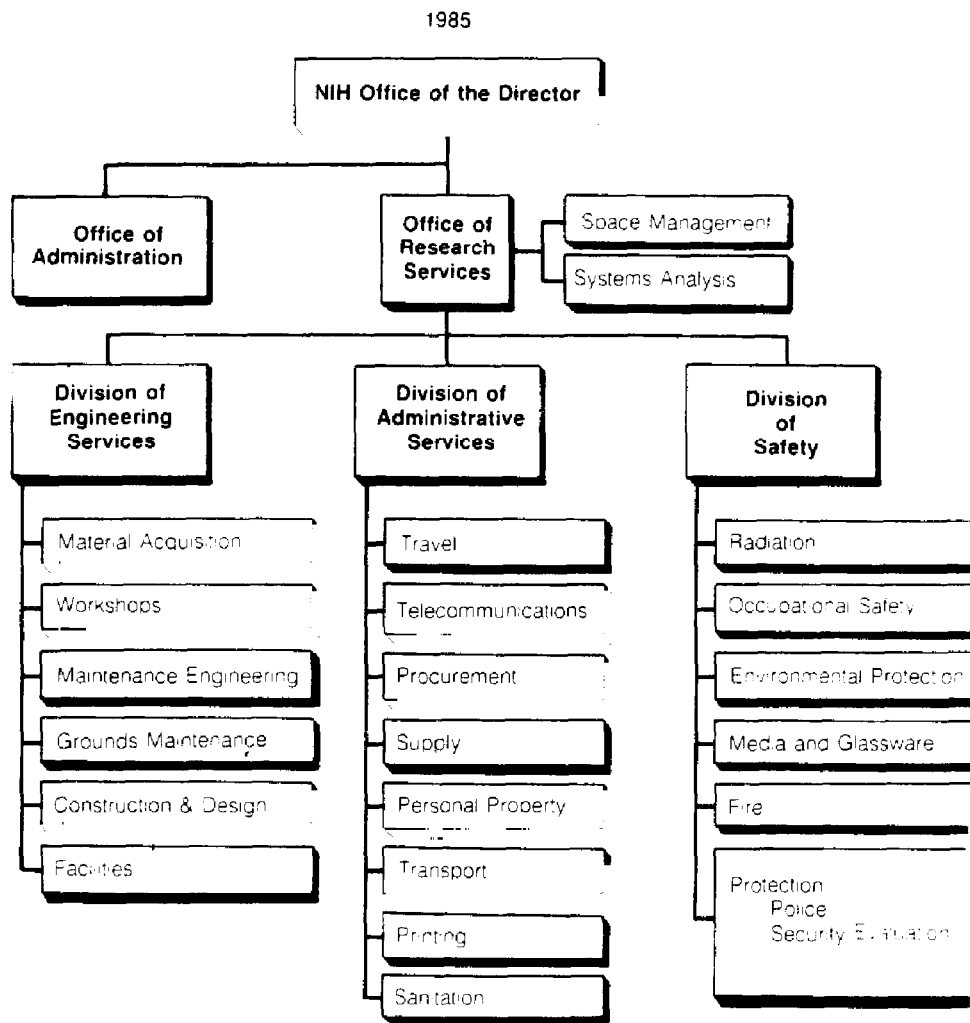 1985
NIH Office of the Director
Office of
Administration
Office of
Research
Services
Space Management
Systems Analysis
Division of
Engineering
Services
Division of
Administrative
Services
Division
of
Safety
Material Acquisition
Workshops
Maintenance Engineering
Grounds Maintenance
Construction & Design
Facilities
Travel
Telecommunications
Procurement
Supply
Personal Property
Transport
Printing
Sanitation
Radiation
Occupational Safety
Environmental Protection
Media and Glassware
Fire
Protection
Police
Security Evaluation